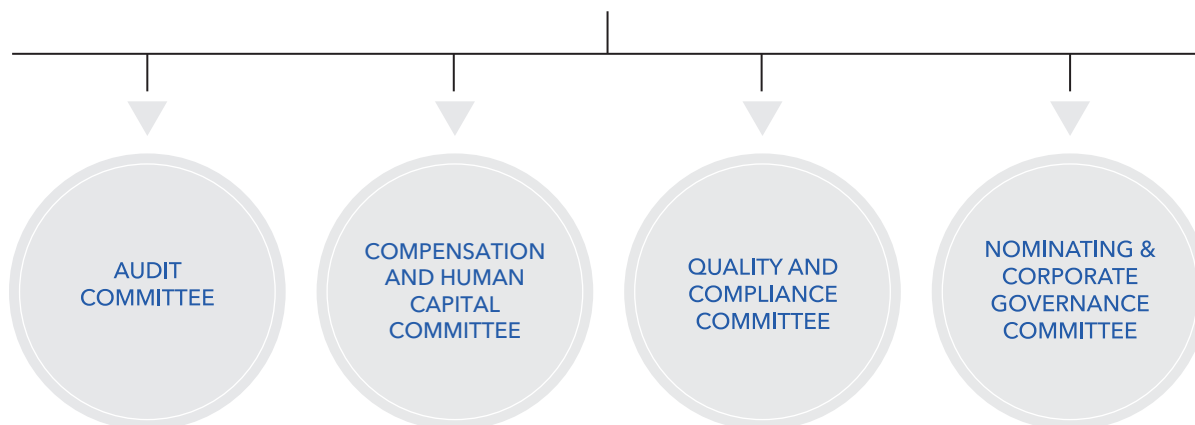 AUDIT
COMMITTEE
COMPENSATION
AND HUMAN
CAPITAL
COMMITTEE
QUALITY AND
COMPLIANCE
COMMITTEE
NOMINATING &
CORPORATE
GOVERNANCE
COMMITTEE